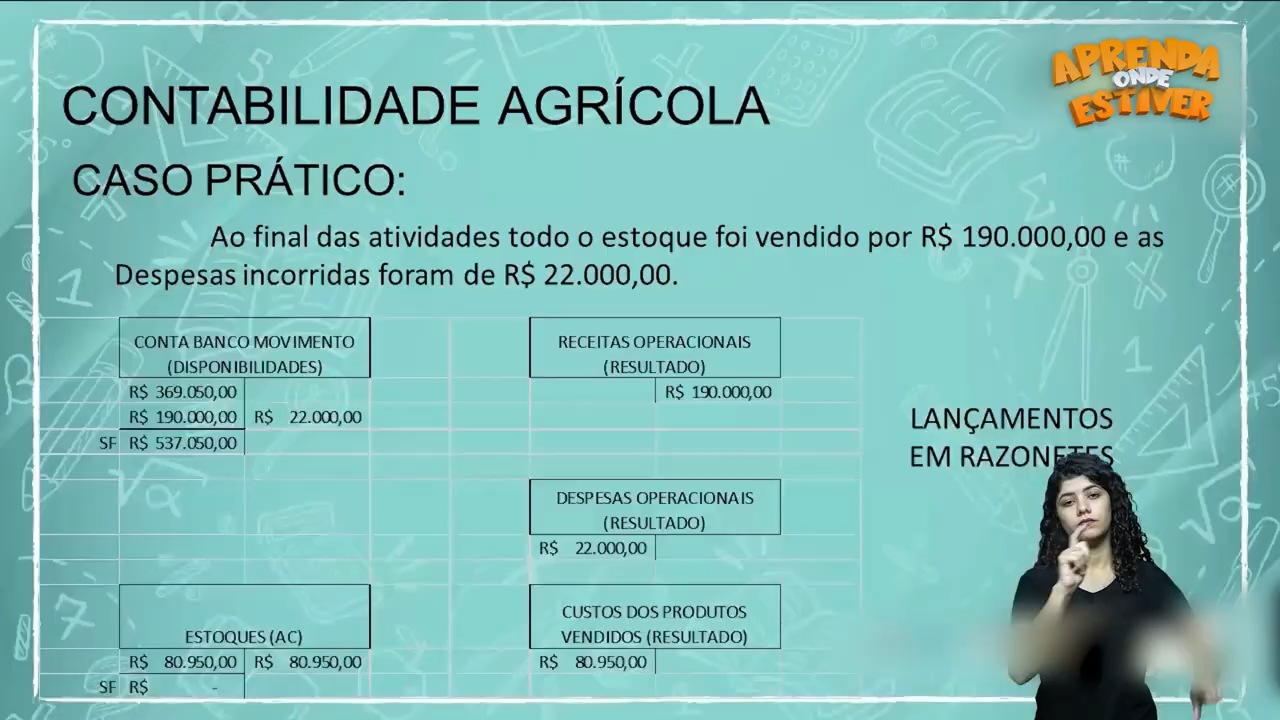 APRENDA
ONDE
ESTIVER
CONTABILIDADE AGRÍCOLA
CASO PRÁTICO:
Ao final das atividades todo o estoque foi vendido por R$ 190.000,00 e as
Despesas incorridas foram de R$ 22.000,00.
CONTA BANCO MOVIMENTO
(DISPONIBILIDADES)
R$ 369.050,00
R$ 190.000,00 R$ 22.000,00
SF R$ 537.050,00
RECEITAS OPERACIONAIS
(RESULTADO)
R$ 190.000,00
DESPESAS OPERACIONAIS
(RESULTADO)
R$ 22.000,00
ESTOQUES (AC)
R$ 80.950,00 R$ 80.950,00
SF R$ -
CUSTOS DOS PRODUTOS
VENDIDOS (RESULTADO)
R$ 80.950,00
LANÇAMENTOS
EM RAZONETES